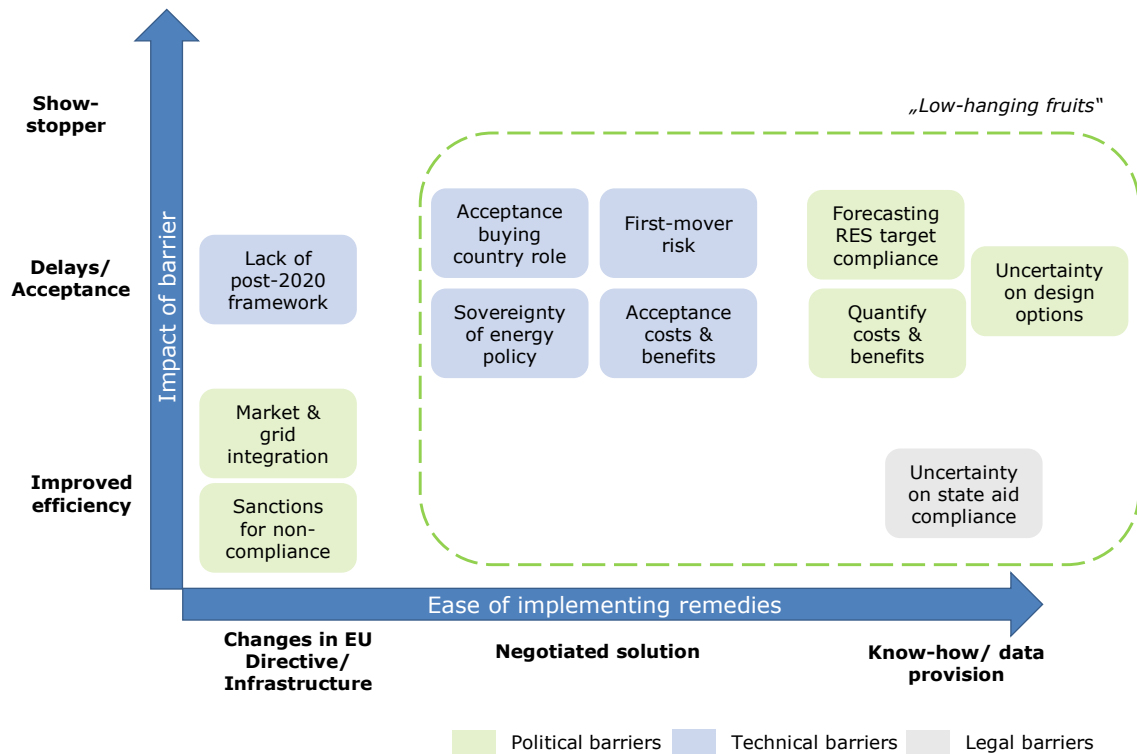 Show-
stopper
„Low-hanging fruits“
Impact of barrier
Delays/
Acceptance
Lack of
post-2020
framework
Acceptance
buying
country role
First-mover
risk
Forecasting
RES target
compliance
Uncertainty
on design
options
Sovereignty
of energy
policy
Acceptance
costs &
benefits
Quantify
costs &
benefits
Market &
grid
integration
Improved
efficiency
Sanctions
for non-
compliance
Uncertainty
on state aid
compliance
Ease of implementing remedies
Changes in EU
Directive/
Infrastructure
Negotiated solution
Know-how/ data
provision
Political barriers
Technical barriers
Legal barriers